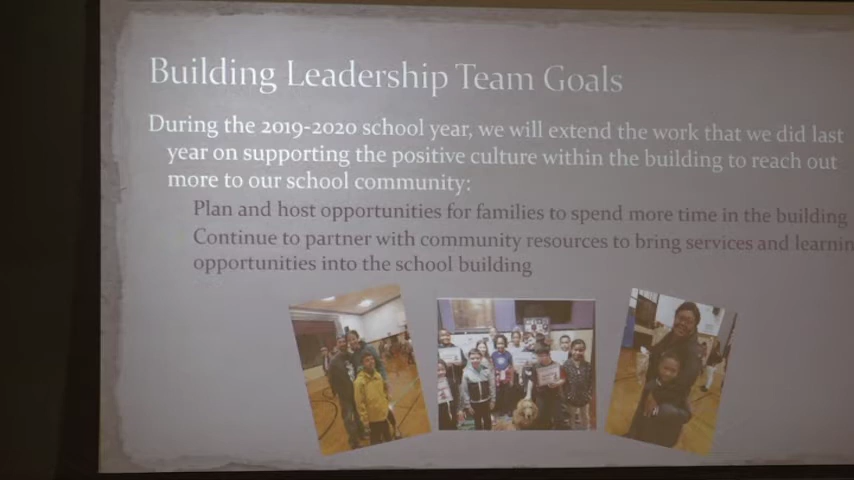 Building Leadership Team Goals
During the 2019-2020 school year, we will extend the work that we did last
year on supporting the positive culture within the building to reach out
more to our school community:
Plan and host opportunities for families to spend more time in the building
Continue to partner with community resources to bring services and learnin
opportunities into the school building